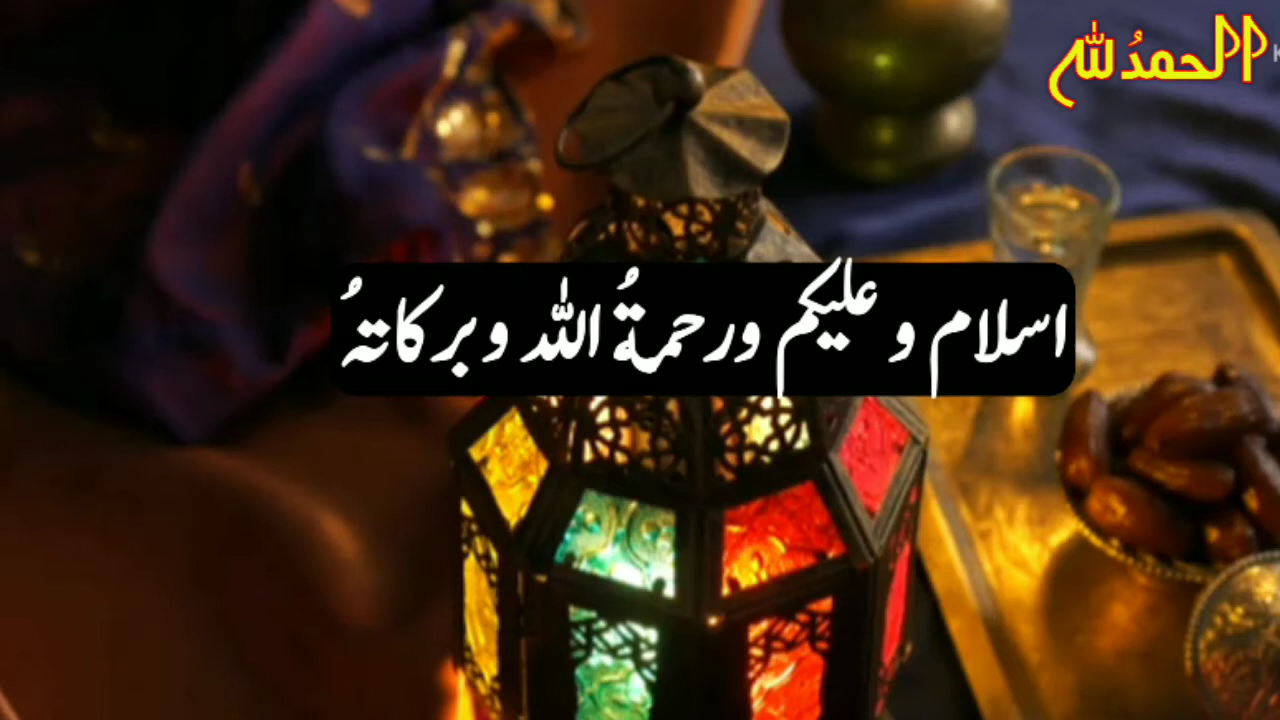 الحمدُللہ
اسلام و علیکم ورحمۃُ اللہ وبرکاتہُ